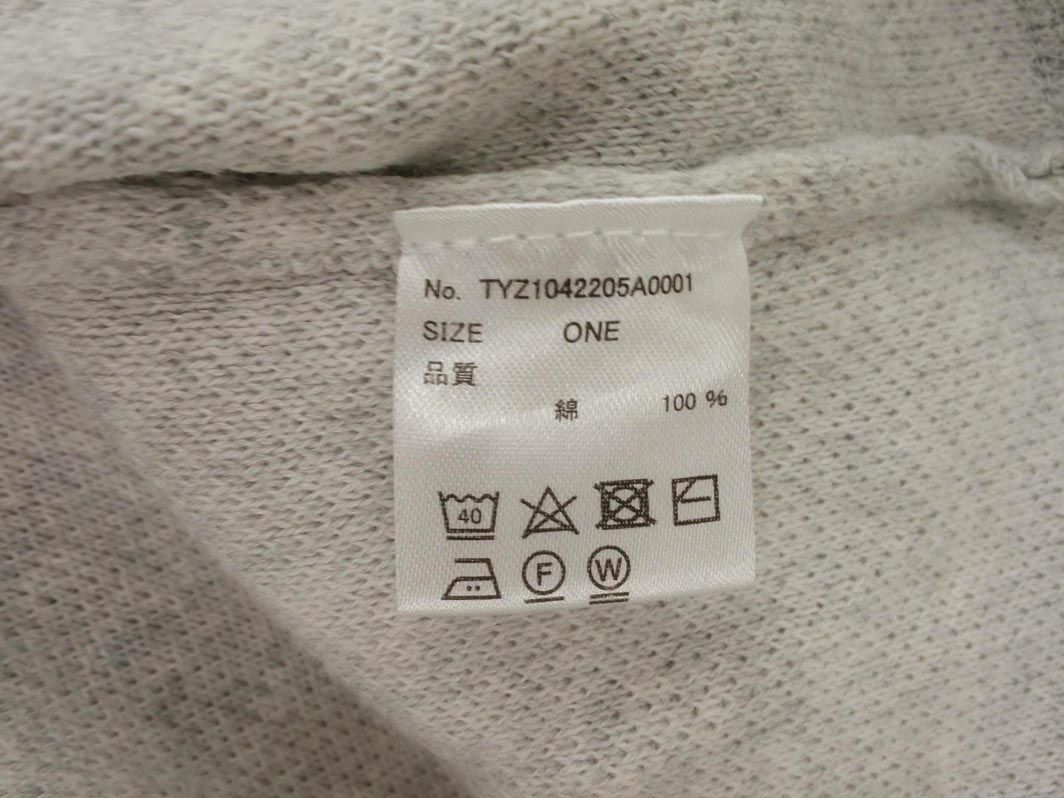 No. TYZ1042205A0001
SIZE ONE
品質
綿 100 %
40
F W